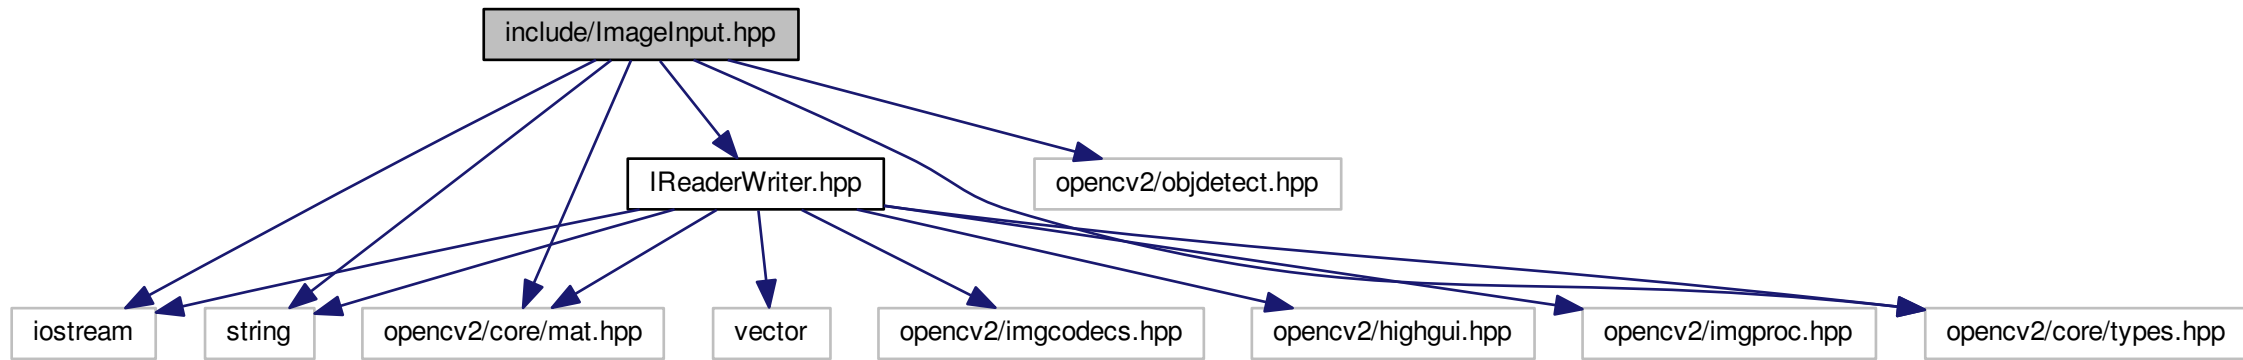 include/ImageInput.hpp
IReaderWriter.hpp
opencv2/objdetect.hpp
iostream
string
opencv2/core/mat.hpp
vector
opencv2/imgcodecs.hpp
opencv2/highgui.hpp
opencv2/imgproc.hpp
opencv2/core/types.hpp